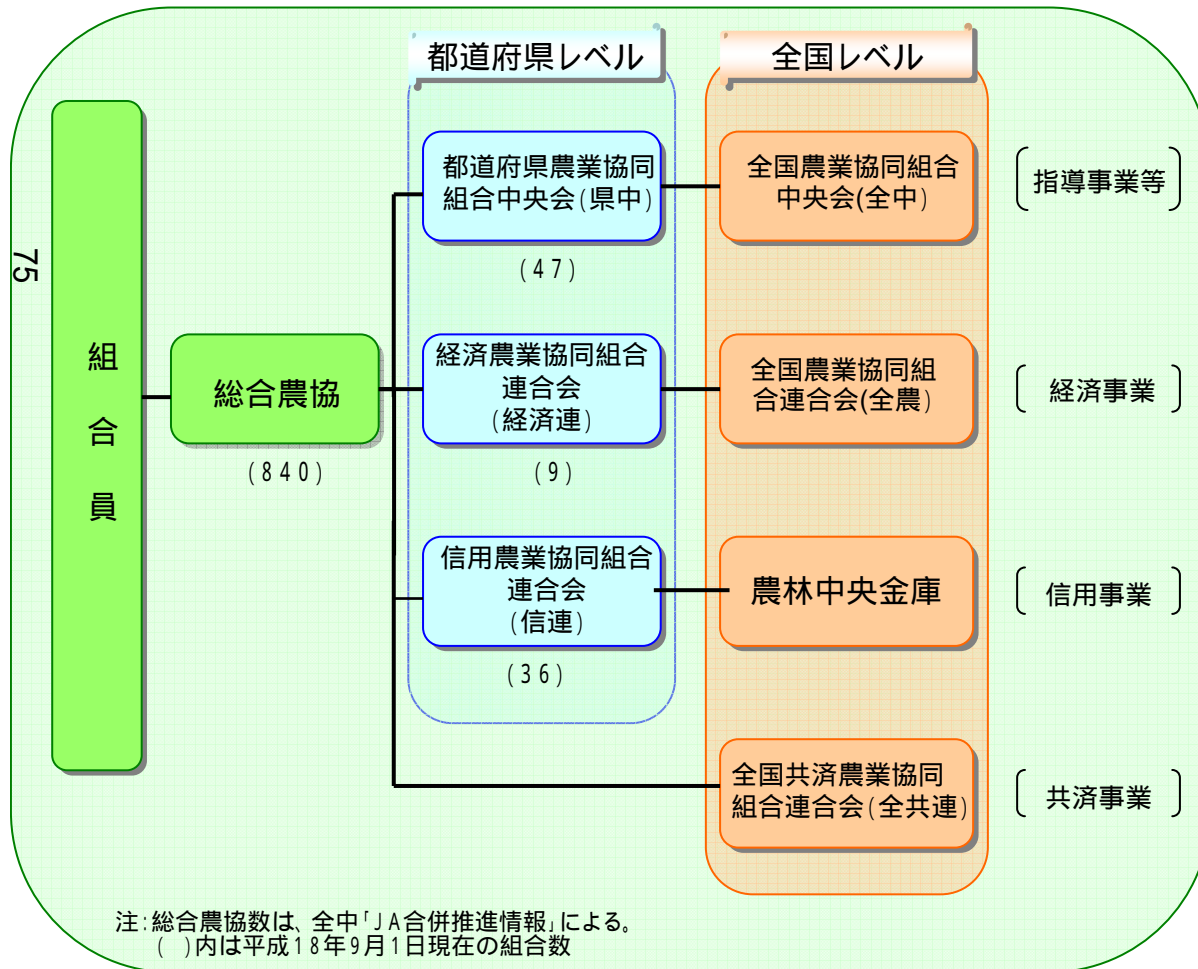 都道府県レベル
全国レベル
都道府県農業協同
組合中央会(県中)
(47)
全国農業協同組合
中央会(全中)
指導事業等
75
組合員
総合農協
(840)
経済農業協同組合
連合会
(経済連)
(9)
全国農業協同組
合連合会(全農)
経済事業
信用農業協同組合
連合会
(信連)
(36)
農林中央金庫
信用事業
全国共済農業協同
組合連合会(全共連)
共済事業
注:総合農協数は、全中「JA合併推進情報」による。
( )内は平成18年9月1日現在の組合数